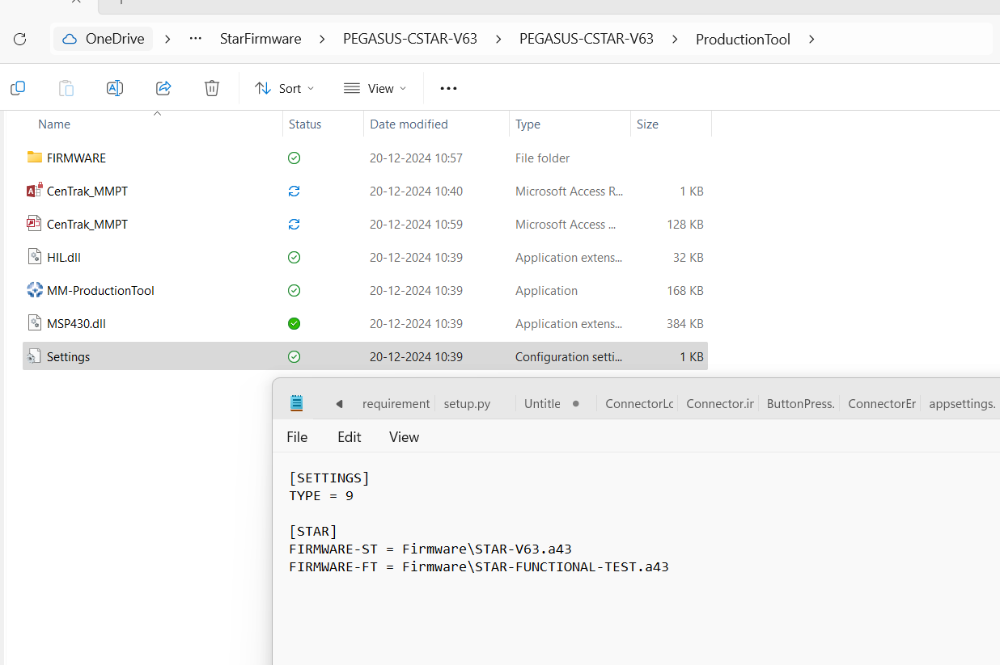 OneDrive > ... StarFirmware > PEGASUS-CSTAR-V63 > PEGASUS-CSTAR-V63 > ProductionTool >
Sort View ...
Name Status Date modified Type Size
FIRMWARE 20-12-2024 10:57 File folder
CenTrak_MMPT 20-12-2024 10:40 Microsoft Access R... 1 KB
CenTrak_MMPT 20-12-2024 10:59 Microsoft Access ... 128 KB
HIL.dll 20-12-2024 10:39 Application extens... 32 KB
MM-ProductionTool 20-12-2024 10:39 Application 168 KB
MSP430.dll 20-12-2024 10:39 Application extens... 384 KB
Settings 20-12-2024 10:39 Configuration setti... 1 KB
requirement setup.py Untitle ConnectorLc Connector.ir ButtonPress. ConnectorEr appsettings.
File Edit View
[SETTINGS]
TYPE = 9
[STAR]
FIRMWARE-ST = Firmware\STAR-V63.a43
FIRMWARE-FT = Firmware\STAR-FUNCTIONAL-TEST.a43